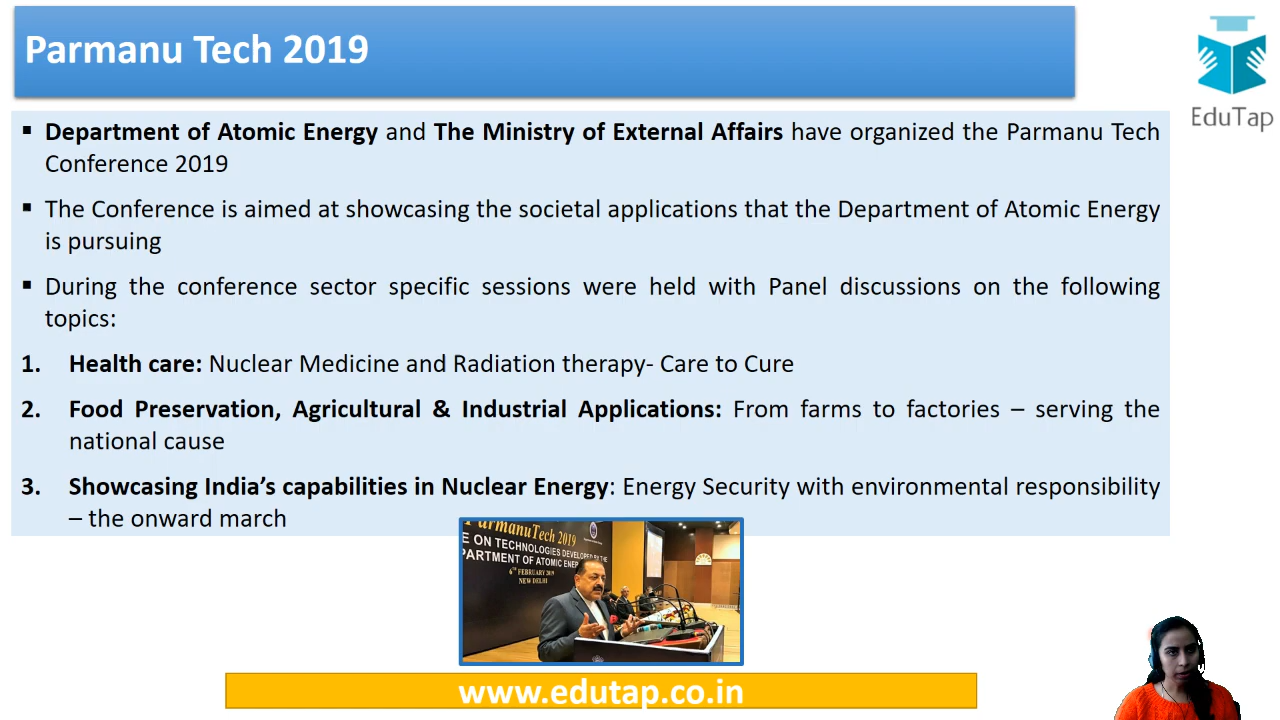 Parmanu Tech 2019
EduTap
▪ Department of Atomic Energy and The Ministry of External Affairs have organized the Parmanu Tech
Conference 2019
▪ The Conference is aimed at showcasing the societal applications that the Department of Atomic Energy
is pursuing
▪ During the conference sector specific sessions were held with Panel discussions on the following
topics:
1. Health care: Nuclear Medicine and Radiation therapy- Care to Cure
2. Food Preservation, Agricultural & Industrial Applications: From farms to factories – serving the
national cause
3. Showcasing India’s capabilities in Nuclear Energy: Energy Security with environmental responsibility
– the onward march
ParmanuTech 2019
E ON TECHNOLOGIES DEVELOPED BY THE
PARTMENT OF ATOMIC ENER
6TH FEBRUARY 2019
NEW DELHI
www.edutap.co.in